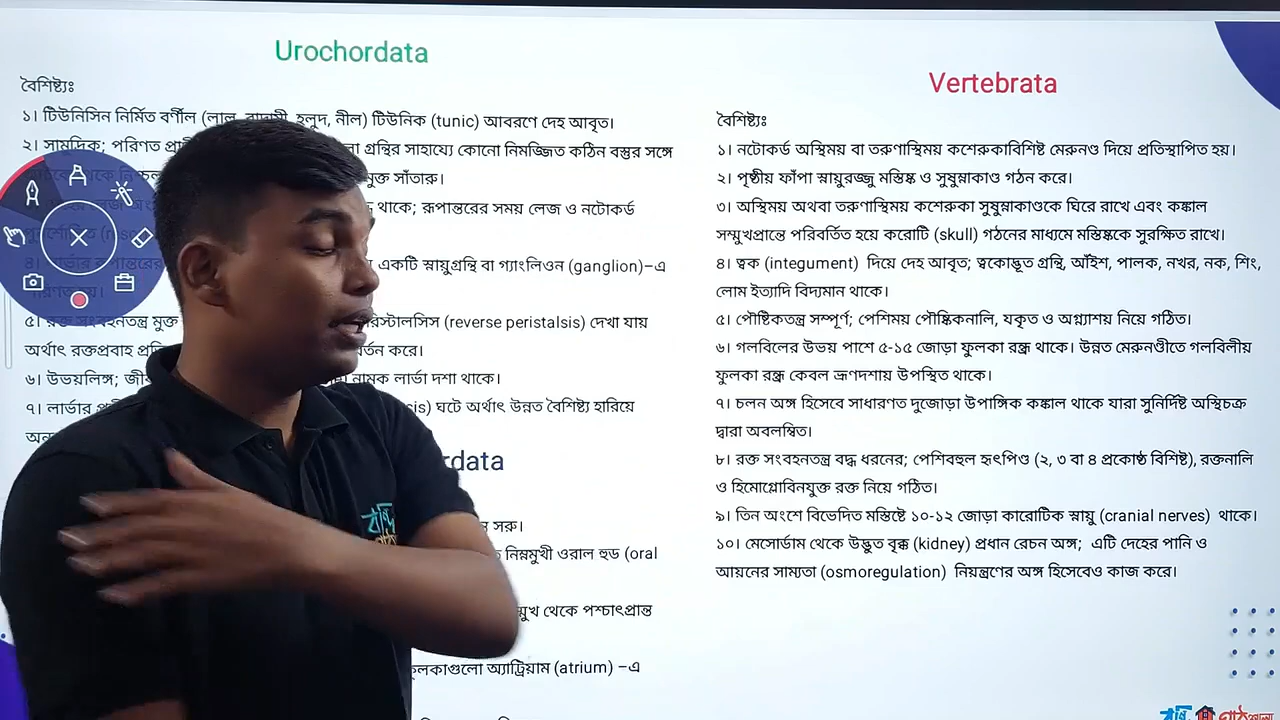 Urochordata
বৈশিষ্ট্যঃ
১। টিউনিসিন নির্মিত বর্ণীল (লাল, বাদামী, হলুদ, নীল) টিউনিক (tunic) আবরণে দেহ আবৃত।
২। সামুদ্রিক; পরিণত গ্রন্থির সাহায্যে কোনো নিমজ্জিত কঠিন বস্তুর সঙ্গে
মুক্ত সাঁতারু।
থাকে; রূপান্তরের সময় লেজ ও নটোকর্ড
৪। একটি স্নায়ুগ্রন্থি বা গ্যাংলিওন (ganglion)–এ
৫। রক্ত সংবহনতন্ত্র মুক্ত (reverse peristalsis) দেখা যায়
অর্থাৎ রক্তপ্রবাহ করে।
৬। উভয়লিঙ্গ; নামক লার্ভা দশা থাকে।
৭। লার্ভার ঘটে অর্থাৎ উন্নত বৈশিষ্ট্য হারিয়ে
সরু।
নিম্নমুখী ওরাল হুড (oral
থেকে পশ্চাৎপ্রান্ত
অ্যাট্রিয়াম (atrium) –এ
Vertebrata
বৈশিষ্ট্যঃ
১। নটোকর্ড অস্থিময় বা তরুণাস্থিময় কশেরুকাবিশিষ্ট মেরুদণ্ড দিয়ে প্রতিস্থাপিত হয়।
২। পৃষ্ঠীয় ফাঁপা স্নায়ুরজ্জু মস্তিষ্ক ও সুষুম্নাকাণ্ড গঠন করে।
৩। অস্থিময় অথবা তরুণাস্থিময় কশেরুকা সুষুম্নাকাণ্ডকে ঘিরে রাখে এবং কঙ্কাল
সম্মুখপ্রান্তে পরিবর্তিত হয়ে করোটি (skull) গঠনের মাধ্যমে মস্তিষ্ককে সুরক্ষিত রাখে।
৪। ত্বক (integument) দিয়ে দেহ আবৃত; ত্বকোদ্ভূত গ্রন্থি, আঁইশ, পালক, নখর, নক, শিং,
লোম ইত্যাদি বিদ্যমান থাকে।
৫। পৌষ্টিকতন্ত্র সম্পূর্ণ; পেশিময় পৌষ্কিকনালি, যকৃত ও অগ্ন্যাশয় নিয়ে গঠিত।
৬। গলবিলের উভয় পাশে ৫-১৫ জোড়া ফুলকা রন্ধ্র থাকে। উন্নত মেরুদণ্ডীতে গলবিলীয়
ফুলকা রন্ধ্র কেবল ভ্রূণদশায় উপস্থিত থাকে।
৭। চলন অঙ্গ হিসেবে সাধারণত দুজোড়া উপাঙ্গিক কঙ্কাল থাকে যারা সুনির্দিষ্ট অস্থিচক্র
দ্বারা অবলম্বিত।
৮। রক্ত সংবহনতন্ত্র বদ্ধ ধরনের; পেশিবহুল হৃৎপিণ্ড (২, ৩ বা ৪ প্রকোষ্ঠ বিশিষ্ট), রক্তনালি
ও হিমোগ্লোবিনযুক্ত রক্ত নিয়ে গঠিত।
৯। তিন অংশে বিভেদিত মস্তিষ্টে ১০-১২ জোড়া কারোটিক স্নায়ু (cranial nerves) থাকে।
১০। মেসোর্ডাম থেকে উদ্ভুত বৃক্ক (kidney) প্রধান রেচন অঙ্গ; এটি দেহের পানি ও
আয়নের সাম্যতা (osmoregulation) নিয়ন্ত্রণের অঙ্গ হিসেবেও কাজ করে।